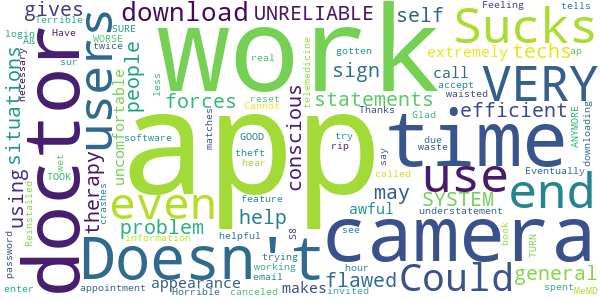 gives
download
UNRELIABLE
self
Feeling
tells
Terrible
Have
SURE
WORSE
twice
login
AB
necessary
doctor
users
people
work
real
less
sign
Sucks
extremely
techs
ap
telemedicine
gotten
reset
Cannot
accept
call
waisted
VERY
situations
sur
uncomfortable
forces
conscious
statements
Thanks
Glad
efficient
downloading
ANYMORE
app
time
software
matches
GOOD
theft
hear
try
rip
due
waste
Eventually
using
therapy
wet
TOOK
crashes
even
feature
help
say
called
may
use
SYSTEM
end
Reinstalled
password
problem
information
helpful
S8
awful
understatement
see
camera
book
TURN
general
Doesn't
trying
working
email
hour
flawed
Could
enter
appointment
appearance
Horrible
canceled
makes
invited
spent
MeMD